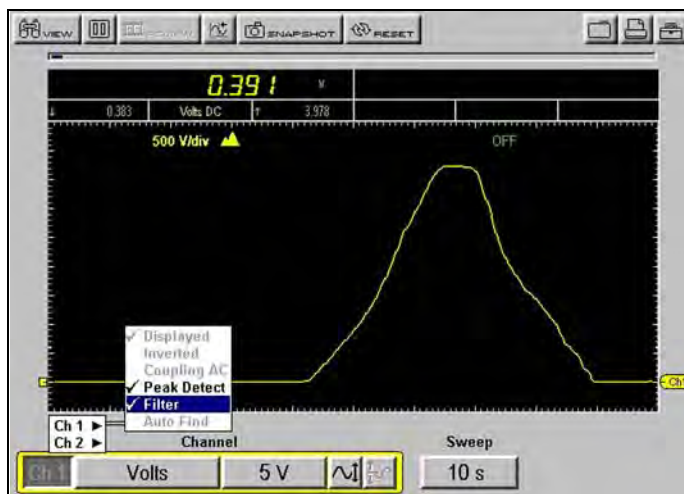 VIEW SNAPSHOT RESET
0.391 V
0.383 Volts DC 3.978
500 V/div OFF
Displayed
Inverted
Coupling AC
Peak Detect
Filter
Auto Find
Ch 1
Ch 2
Ch1
Channel Sweep
Ch 1 Volts 5 V 10 s